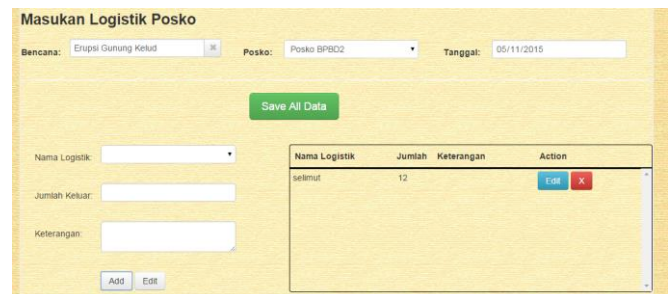 Masukan Logistik Posko
Bencana: Erupsi Gunung Kelud Posko: Posko BPBD2 Tanggal: 05/11/2015
Save All Data
Nama Logistik:
Jumlah Keluar:
Keterangan:
Add Edit
Nama Logistik Jumlah Keterangan Action
selimut 12 Edit X